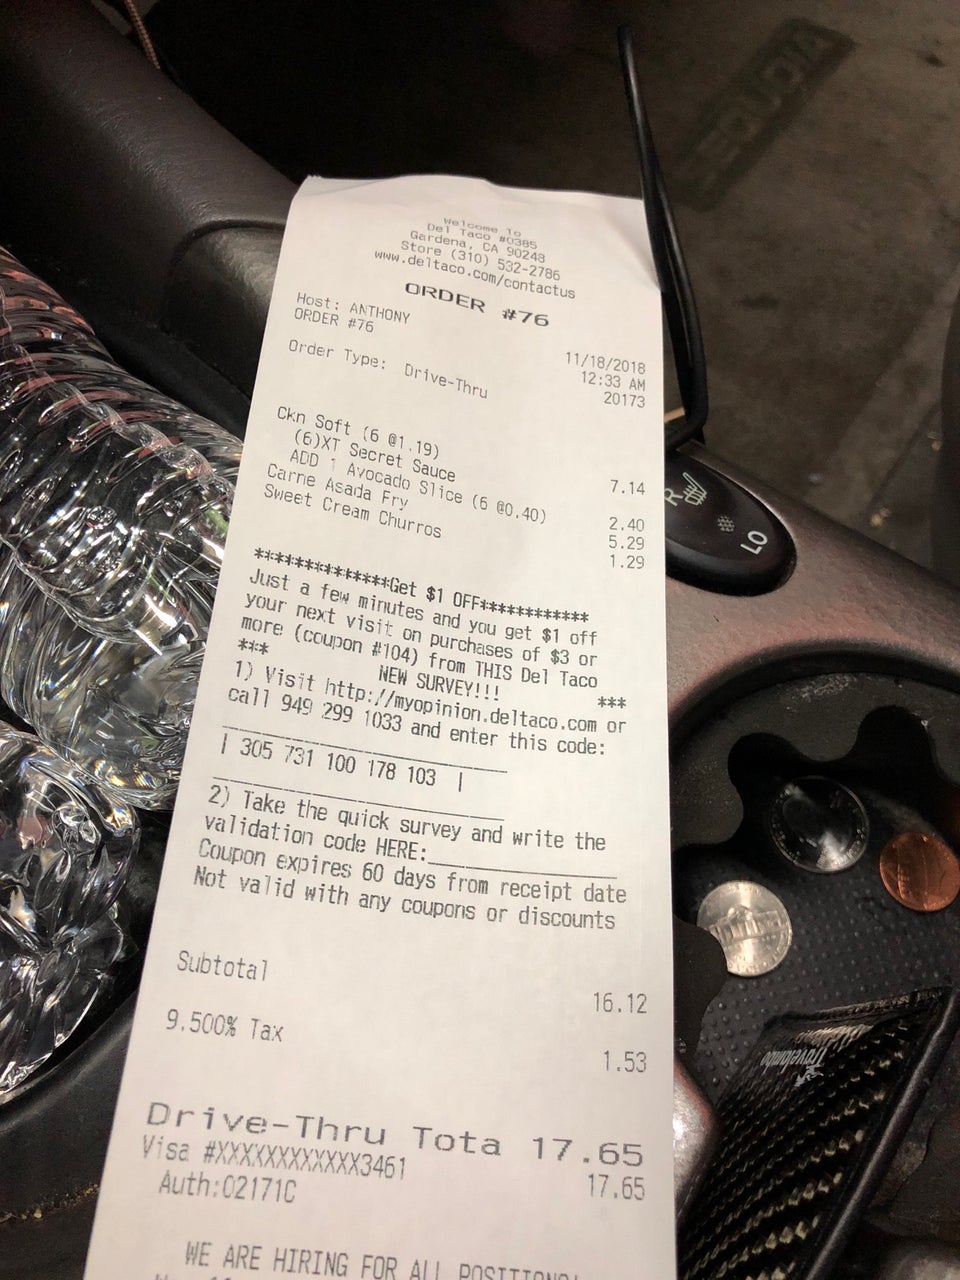 Welcome To
Del Taco #0385
Gardena, CA 90248
Store (310) 532-2786
www.deltaco.com/contactus
ORDER #76
Host: ANTHONY
ORDER #76
11/18/2018
12:33 AM
20173
Order Type: Drive-Thru
Ckn Soft (6 @1.19) 7.14
(6)XT Secret Sauce
ADD 1 Avocado Slice (6 @0.40) 2.40
Carne Asada Fry 5.29
Sweet Cream Churros 1.29
**************Get $1 OFF************
Just a few minutes and you get $1 off
your next visit on purchases of $3 or
more (coupon #104) from THIS Del Taco
*** NEW SURVEY!!! ***
1) Visit http://myopinion.deltaco.com or
call 949 299 1033 and enter this code:
| 305 731 100 178 103 |
2) Take the quick survey and write the
validation code HERE:
Coupon expires 60 days from receipt date
Not valid with any coupons or discounts
Subtotal 16.12
9.500% Tax 1.53
Drive-Thru Tota 17.65
Visa #XXXXXXXXXXXX3461 17.65
Auth:02171C
WE ARE HIRING FOR ALL POSITIONS!
SEQUOIA
R
LO
Travelambo